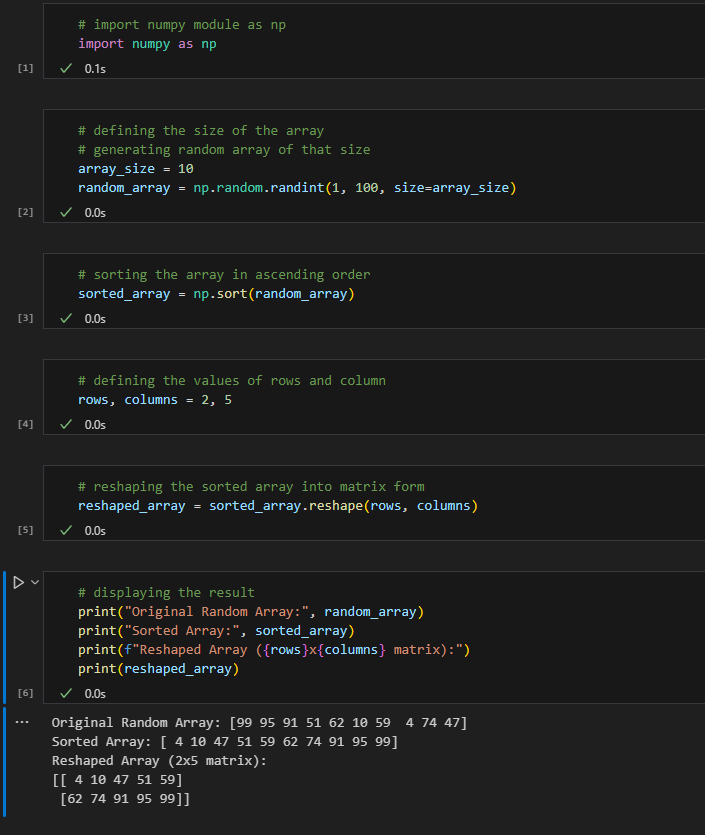 # import numpy module as np
import numpy as np
[1] ✓ 0.1s
# defining the size of the array
# generating random array of that size
array_size = 10
random_array = np.random.randint(1, 100, size=array_size)
[2] ✓ 0.0s
# sorting the array in ascending order
sorted_array = np.sort(random_array)
[3] ✓ 0.0s
# defining the values of rows and column
rows, columns = 2, 5
[4] ✓ 0.0s
# reshaping the sorted array into matrix form
reshaped_array = sorted_array.reshape(rows, columns)
[5] ✓ 0.0s
# displaying the result
print("Original Random Array:", random_array)
print("Sorted Array:", sorted_array)
print(f"Reshaped Array ({rows}x{columns} matrix):")
print(reshaped_array)
[6] ✓ 0.0s
... Original Random Array: [99 95 91 51 62 10 59  4 74 47]
Sorted Array: [ 4 10 47 51 59 62 74 91 95 99]
Reshaped Array (2x5 matrix):
[[ 4 10 47 51 59]
 [62 74 91 95 99]]